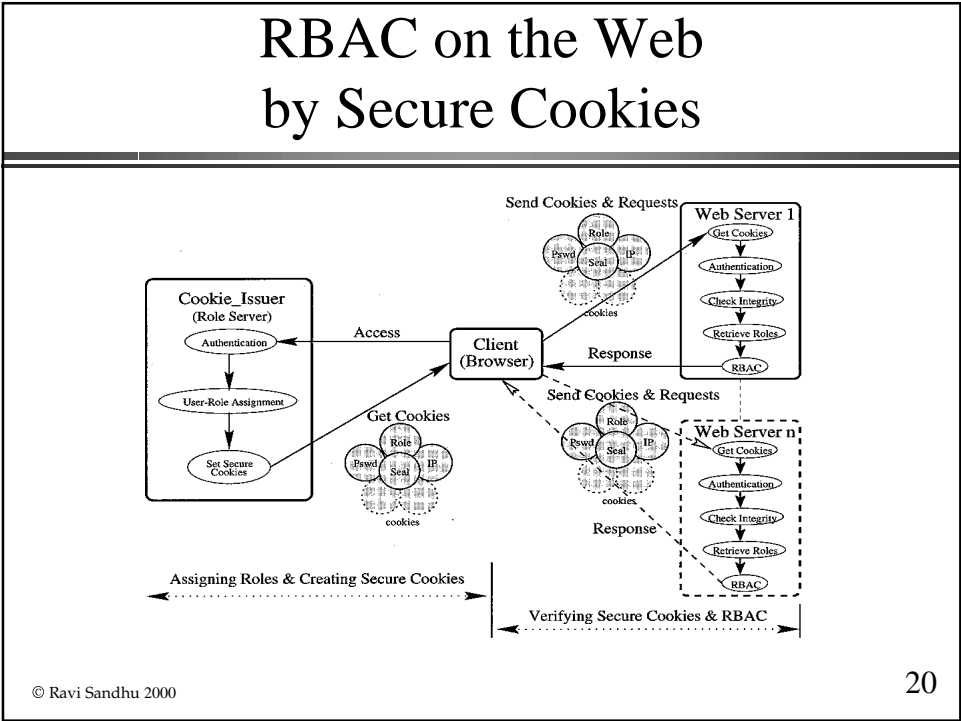 RBAC on the Web
by Secure Cookies
Cookie_Issuer
(Role Server)
Authentication
User-Role Assignment
Set Secure
Cookies
Access
Get Cookies
Role
Pswd
IP
Seal
cookies
Client
(Browser)
Send Cookies & Requests
Role
Pswd
IP
Seal
cookies
Response
Web Server 1
Get Cookies
Authentication
Check Integrity
Retrieve Roles
RBAC
Send Cookies & Requests
Role
Pswd
IP
Seal
cookies
Response
Web Server n
Get Cookies
Authentication
Check Integrity
Retrieve Roles
RBAC
Assigning Roles & Creating Secure Cookies
Verifying Secure Cookies & RBAC
© Ravi Sandhu 2000
20